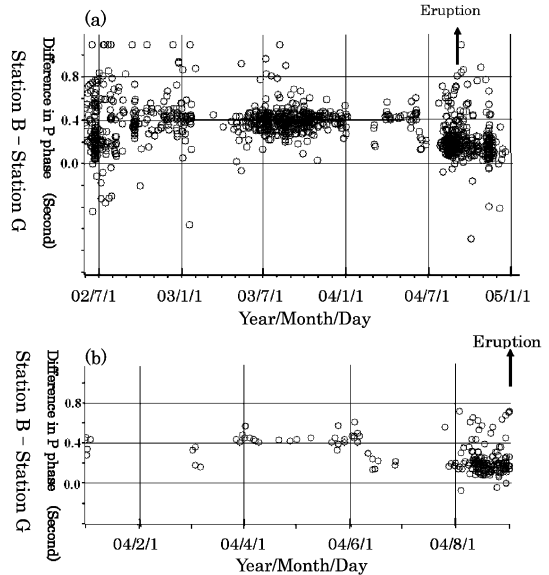 Eruption
(a)
Station B – Station G
Difference in P phase (Second)
0.8
0.4
0.0
02/7/1 03/1/1 03/7/1 04/1/1 04/7/1 05/1/1
Year/Month/Day
Eruption
(b)
Station B – Station G
Difference in P phase (Second)
0.8
0.4
0.0
04/2/1 04/4/1 04/6/1 04/8/1
Year/Month/Day